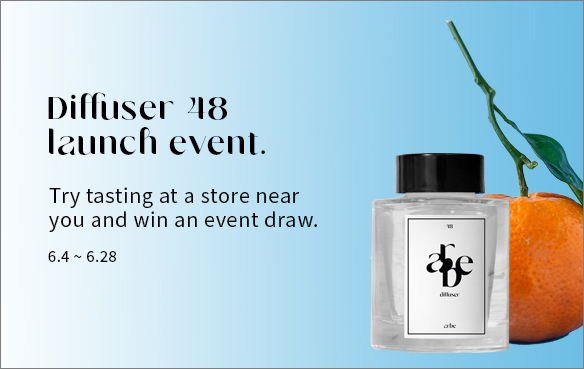 Diffuser 48
launch event.
Try tasting at a store near
you and win an event draw.
6.4 ~ 6.28
48
arbe
diffuser